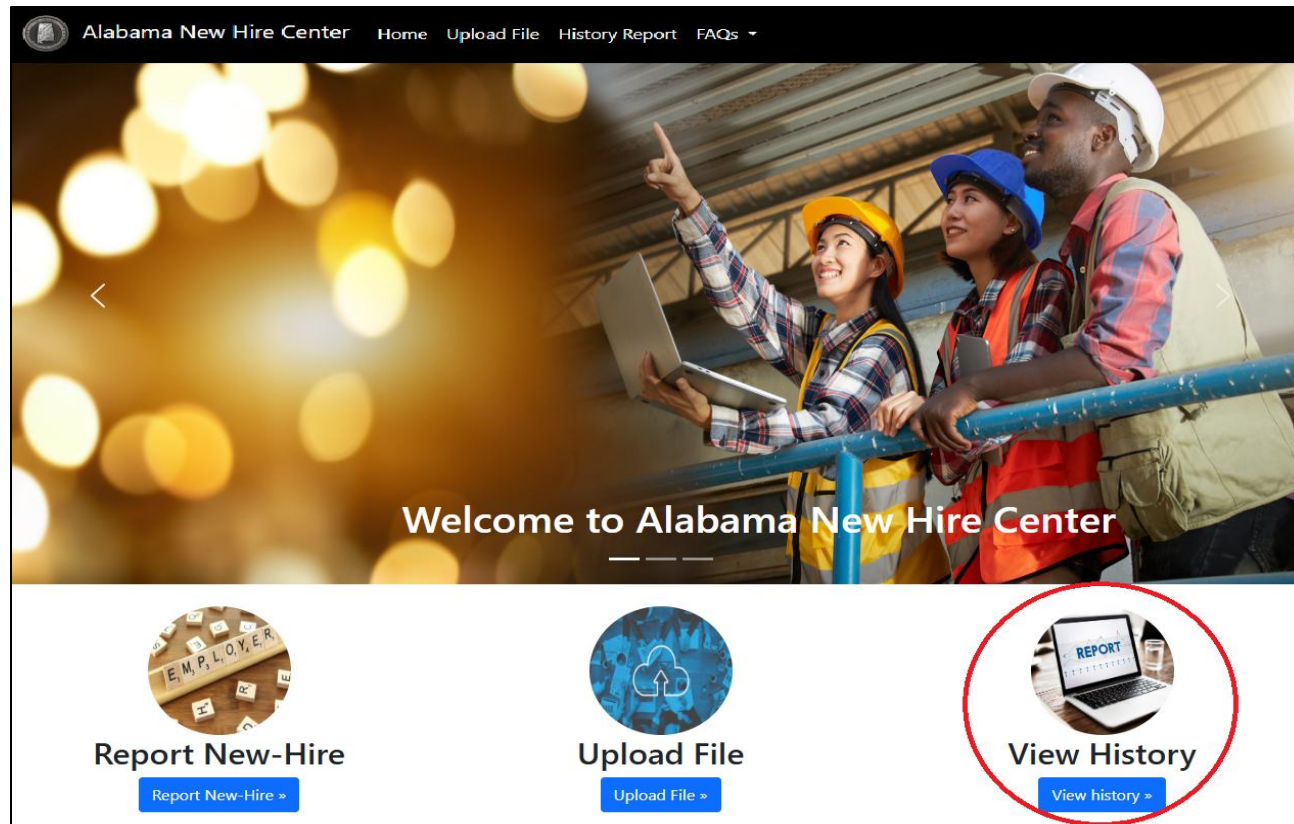 Alabama New Hire Center Home Upload File History Report FAQs
Welcome to Alabama New Hire Center
EMPLOYER
REPORT
Report New-Hire Upload File View History
Report New-Hire » Upload File » View history »